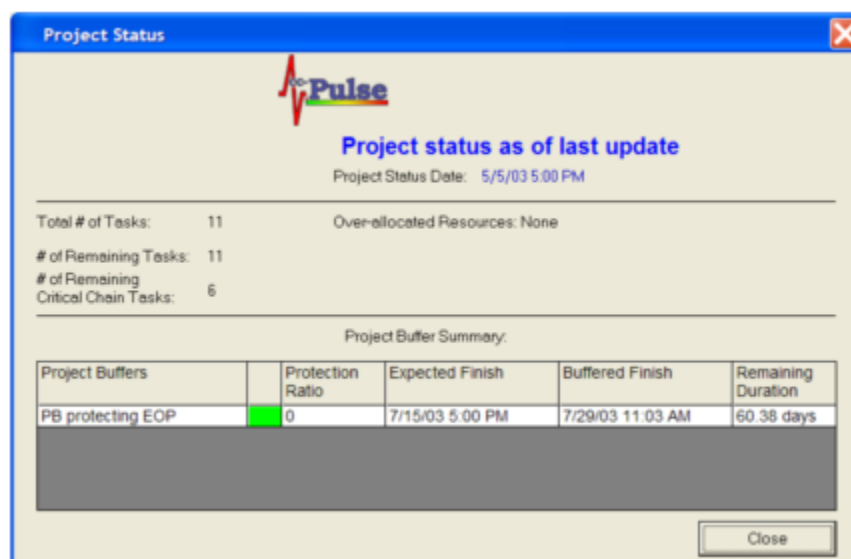 Project Status
Pulse
Project status as of last update
Project Status Date: 5/5/03 5:00 PM
Total # of Tasks: 11 Over-allocated Resources: None
# of Remaining Tasks: 11
# of Remaining
Critical Chain Tasks: 6
Project Buffer Summary:
Project Buffers Protection Ratio Expected Finish Buffered Finish Remaining Duration
PB protecting EOP 0 7/15/03 5:00 PM 7/29/03 11:03 AM 60.38 days
Close